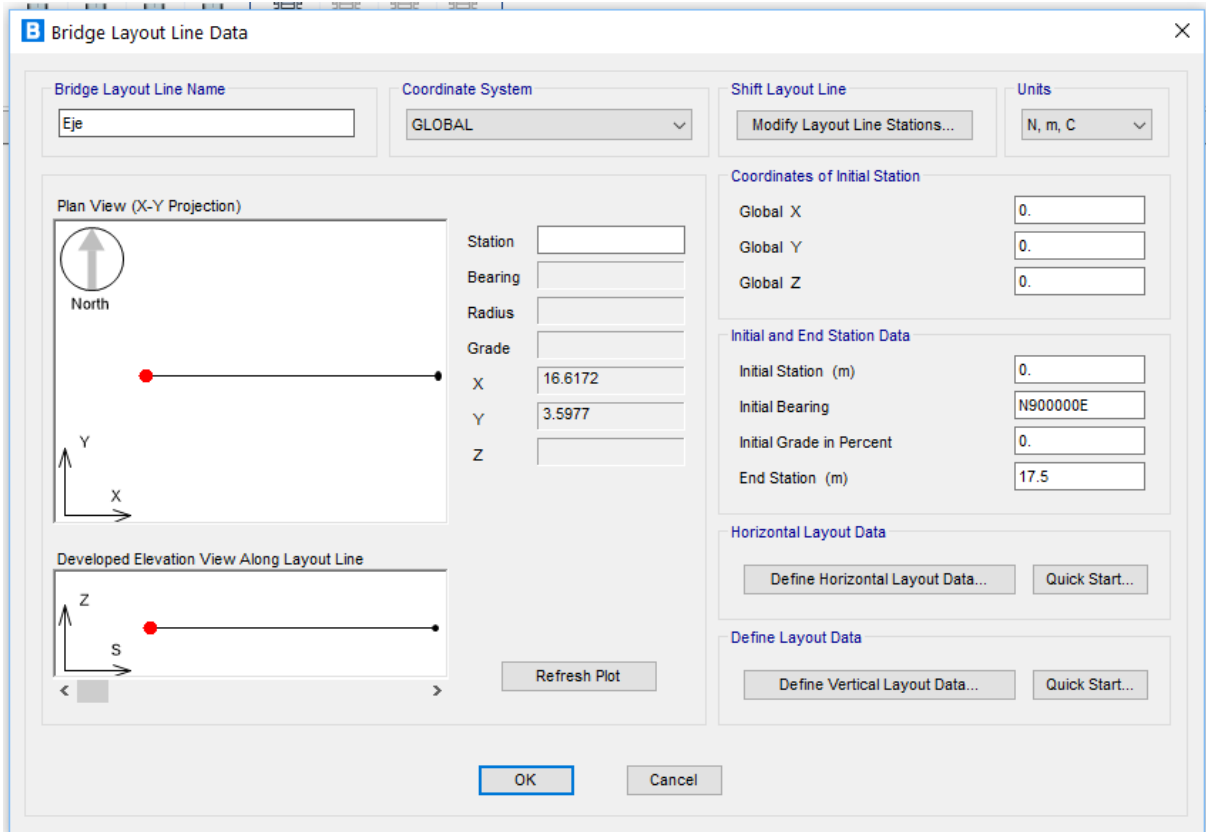 B Bridge Layout Line Data
Bridge Layout Line Name
Eje
Coordinate System
GLOBAL
Shift Layout Line
Modify Layout Line Stations...
Units
N, m, C
Plan View (X-Y Projection)
North
Y
X
Station
Bearing
Radius
Grade
X 16.6172
Y 3.5977
Z
Coordinates of Initial Station
Global X 0.
Global Y 0.
Global Z 0.
Initial and End Station Data
Initial Station (m) 0.
Initial Bearing N900000E
Initial Grade in Percent 0.
End Station (m) 17.5
Developed Elevation View Along Layout Line
Z
S
Refresh Plot
Horizontal Layout Data
Define Horizontal Layout Data... Quick Start...
Define Layout Data
Define Vertical Layout Data... Quick Start...
OK Cancel